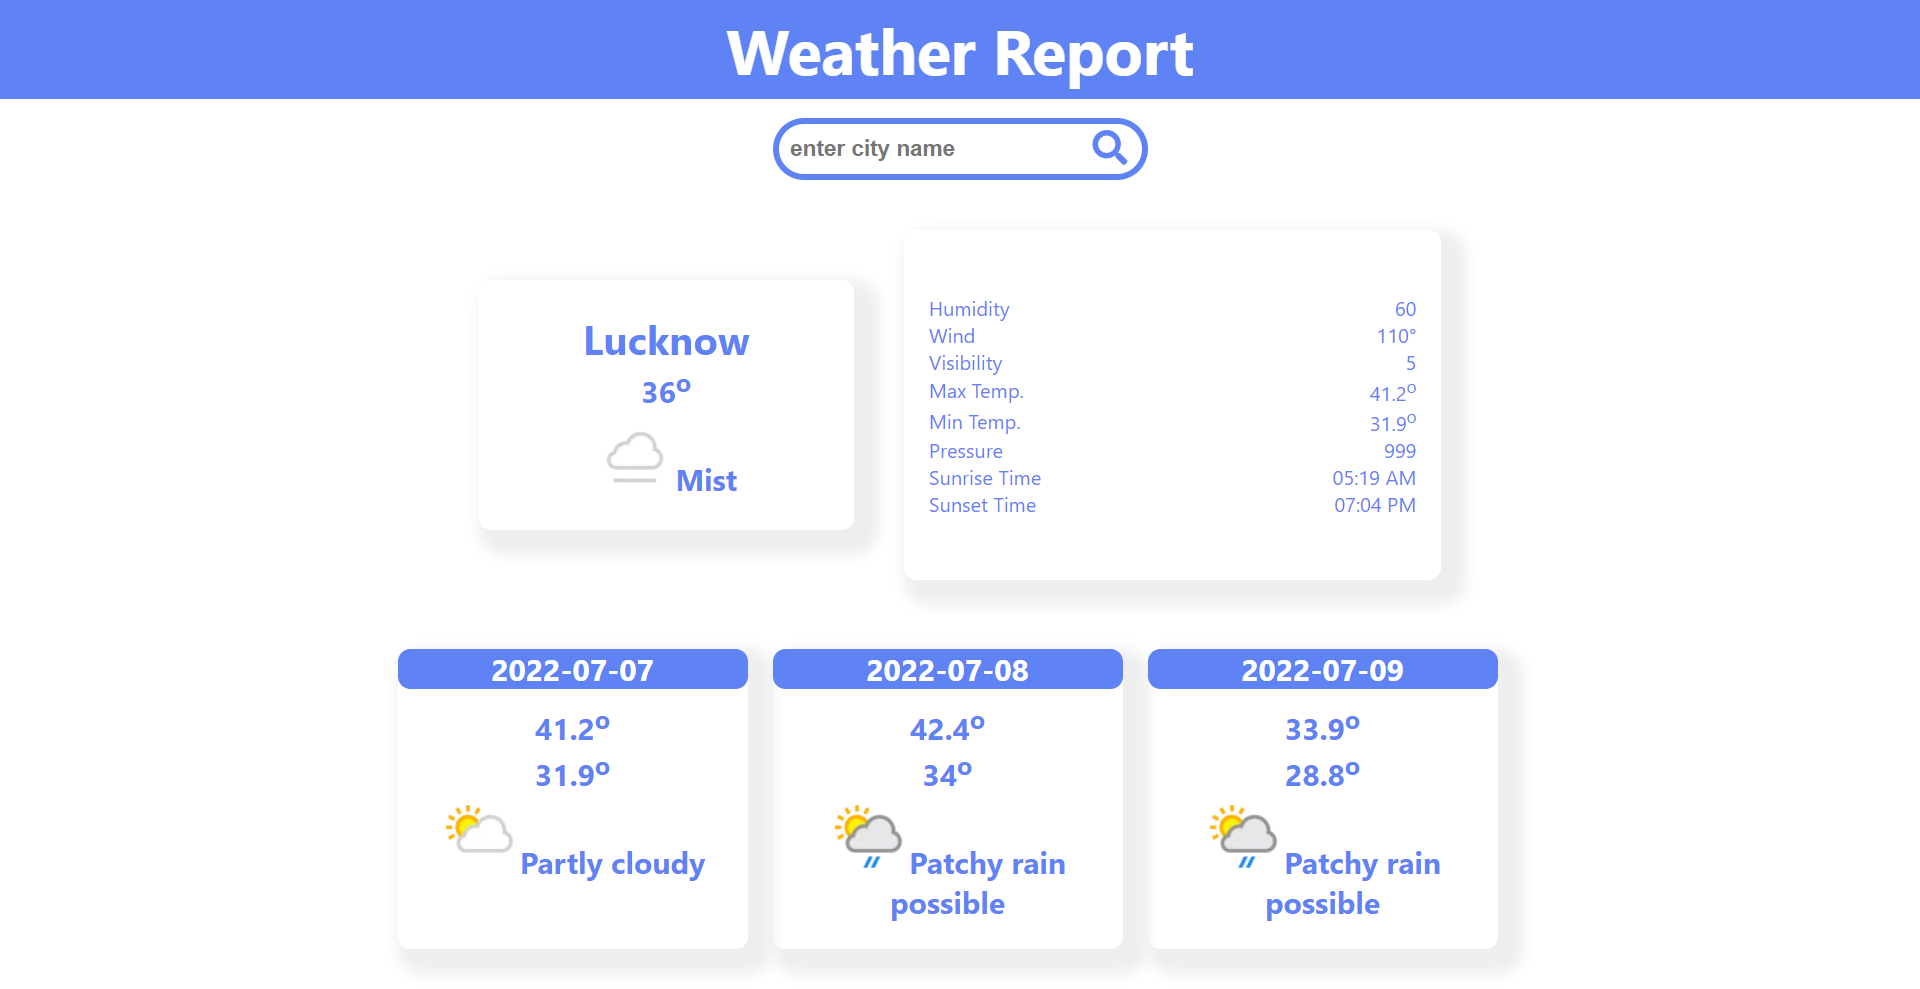 Weather Report
enter city name
Lucknow
36°
Mist
Humidity 60
Wind 110°
Visibility 5
Max Temp. 41.2°
Min Temp. 31.9°
Pressure 999
Sunrise Time 05:19 AM
Sunset Time 07:04 PM
2022-07-07
41.2°
31.9°
Partly cloudy
2022-07-08
42.4°
34°
Patchy rain
possible
2022-07-09
33.9°
28.8°
Patchy rain
possible